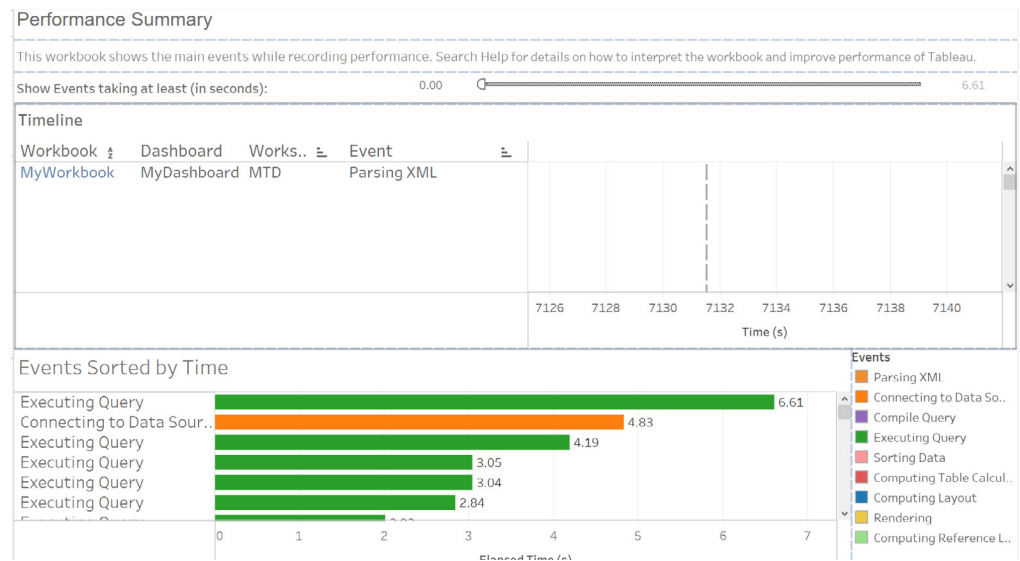 Performance Summary
This workbook shows the main events while recording performance. Search Help for details on how to interpret the workbook and improve performance of Tableau.
Show Events taking at least (in seconds): 0.00 6.61
Timeline
Workbook Dashboard Works.. Event
MyWorkbook MyDashboard MTD Parsing XML
7126 7128 7130 7132 7134 7136 7138 7140
Time (s)
Events Sorted by Time
Executing Query 6.61
Connecting to Data Sour.. 4.83
Executing Query 4.19
Executing Query 3.05
Executing Query 3.04
Executing Query 2.84
0 1 2 3 4 5 6 7
Elapsed Time (s)
Events
Parsing XML
Connecting to Data So..
Compile Query
Executing Query
Sorting Data
Computing Table Calcul..
Computing Layout
Rendering
Computing Reference L..